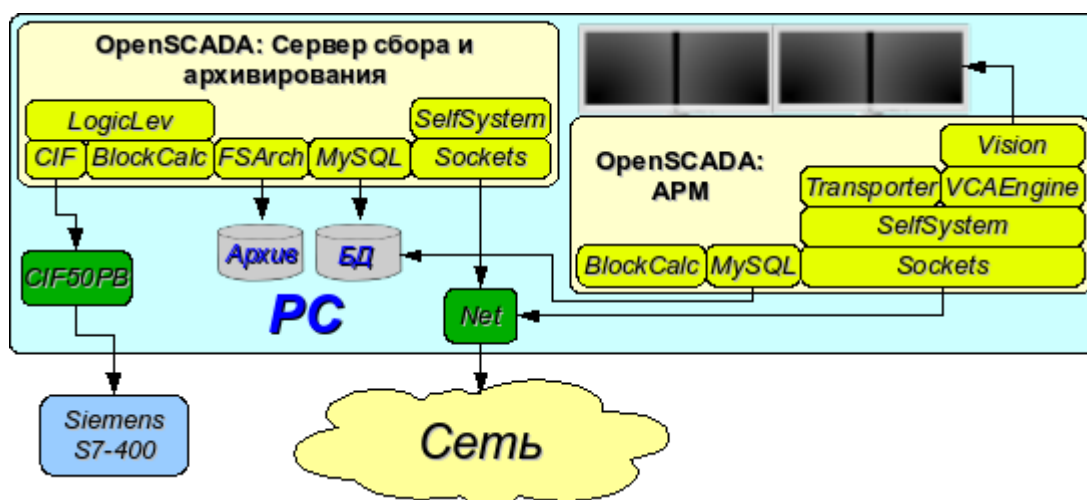 OpenSCADA: Сервер сбора и
архивирования
LogicLev
SelfSystem
CIF
BlockCalc
FSArch
MySQL
Sockets
OpenSCADA:
АРМ
Vision
Transporter
VCAEngine
SelfSystem
BlockCalc
MySQL
Sockets
CIF50PB
Архив
БД
PC
Net
Siemens
S7-400
Сеть